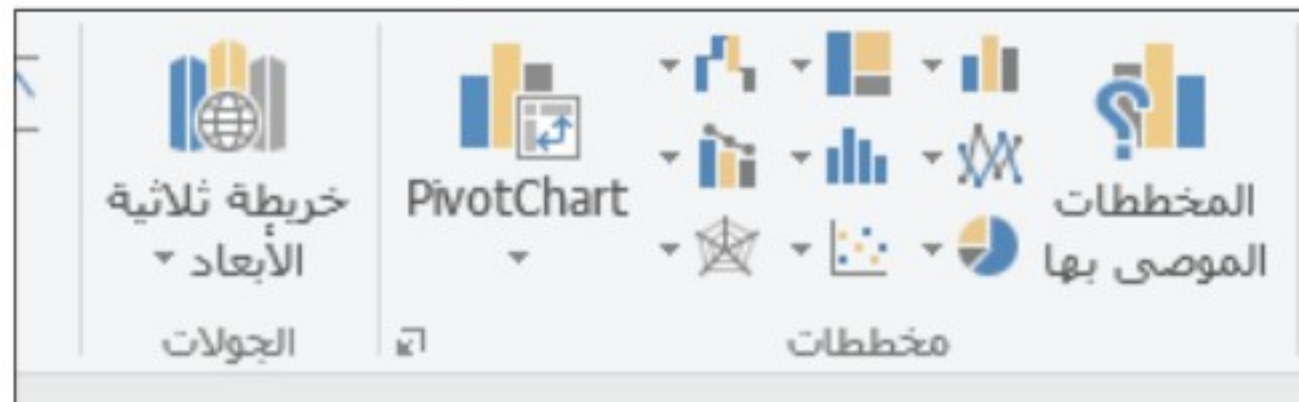 المخططات
الموصى بها
PivotChart
خريطة ثلاثية
الأبعاد
مخططات
الجولات